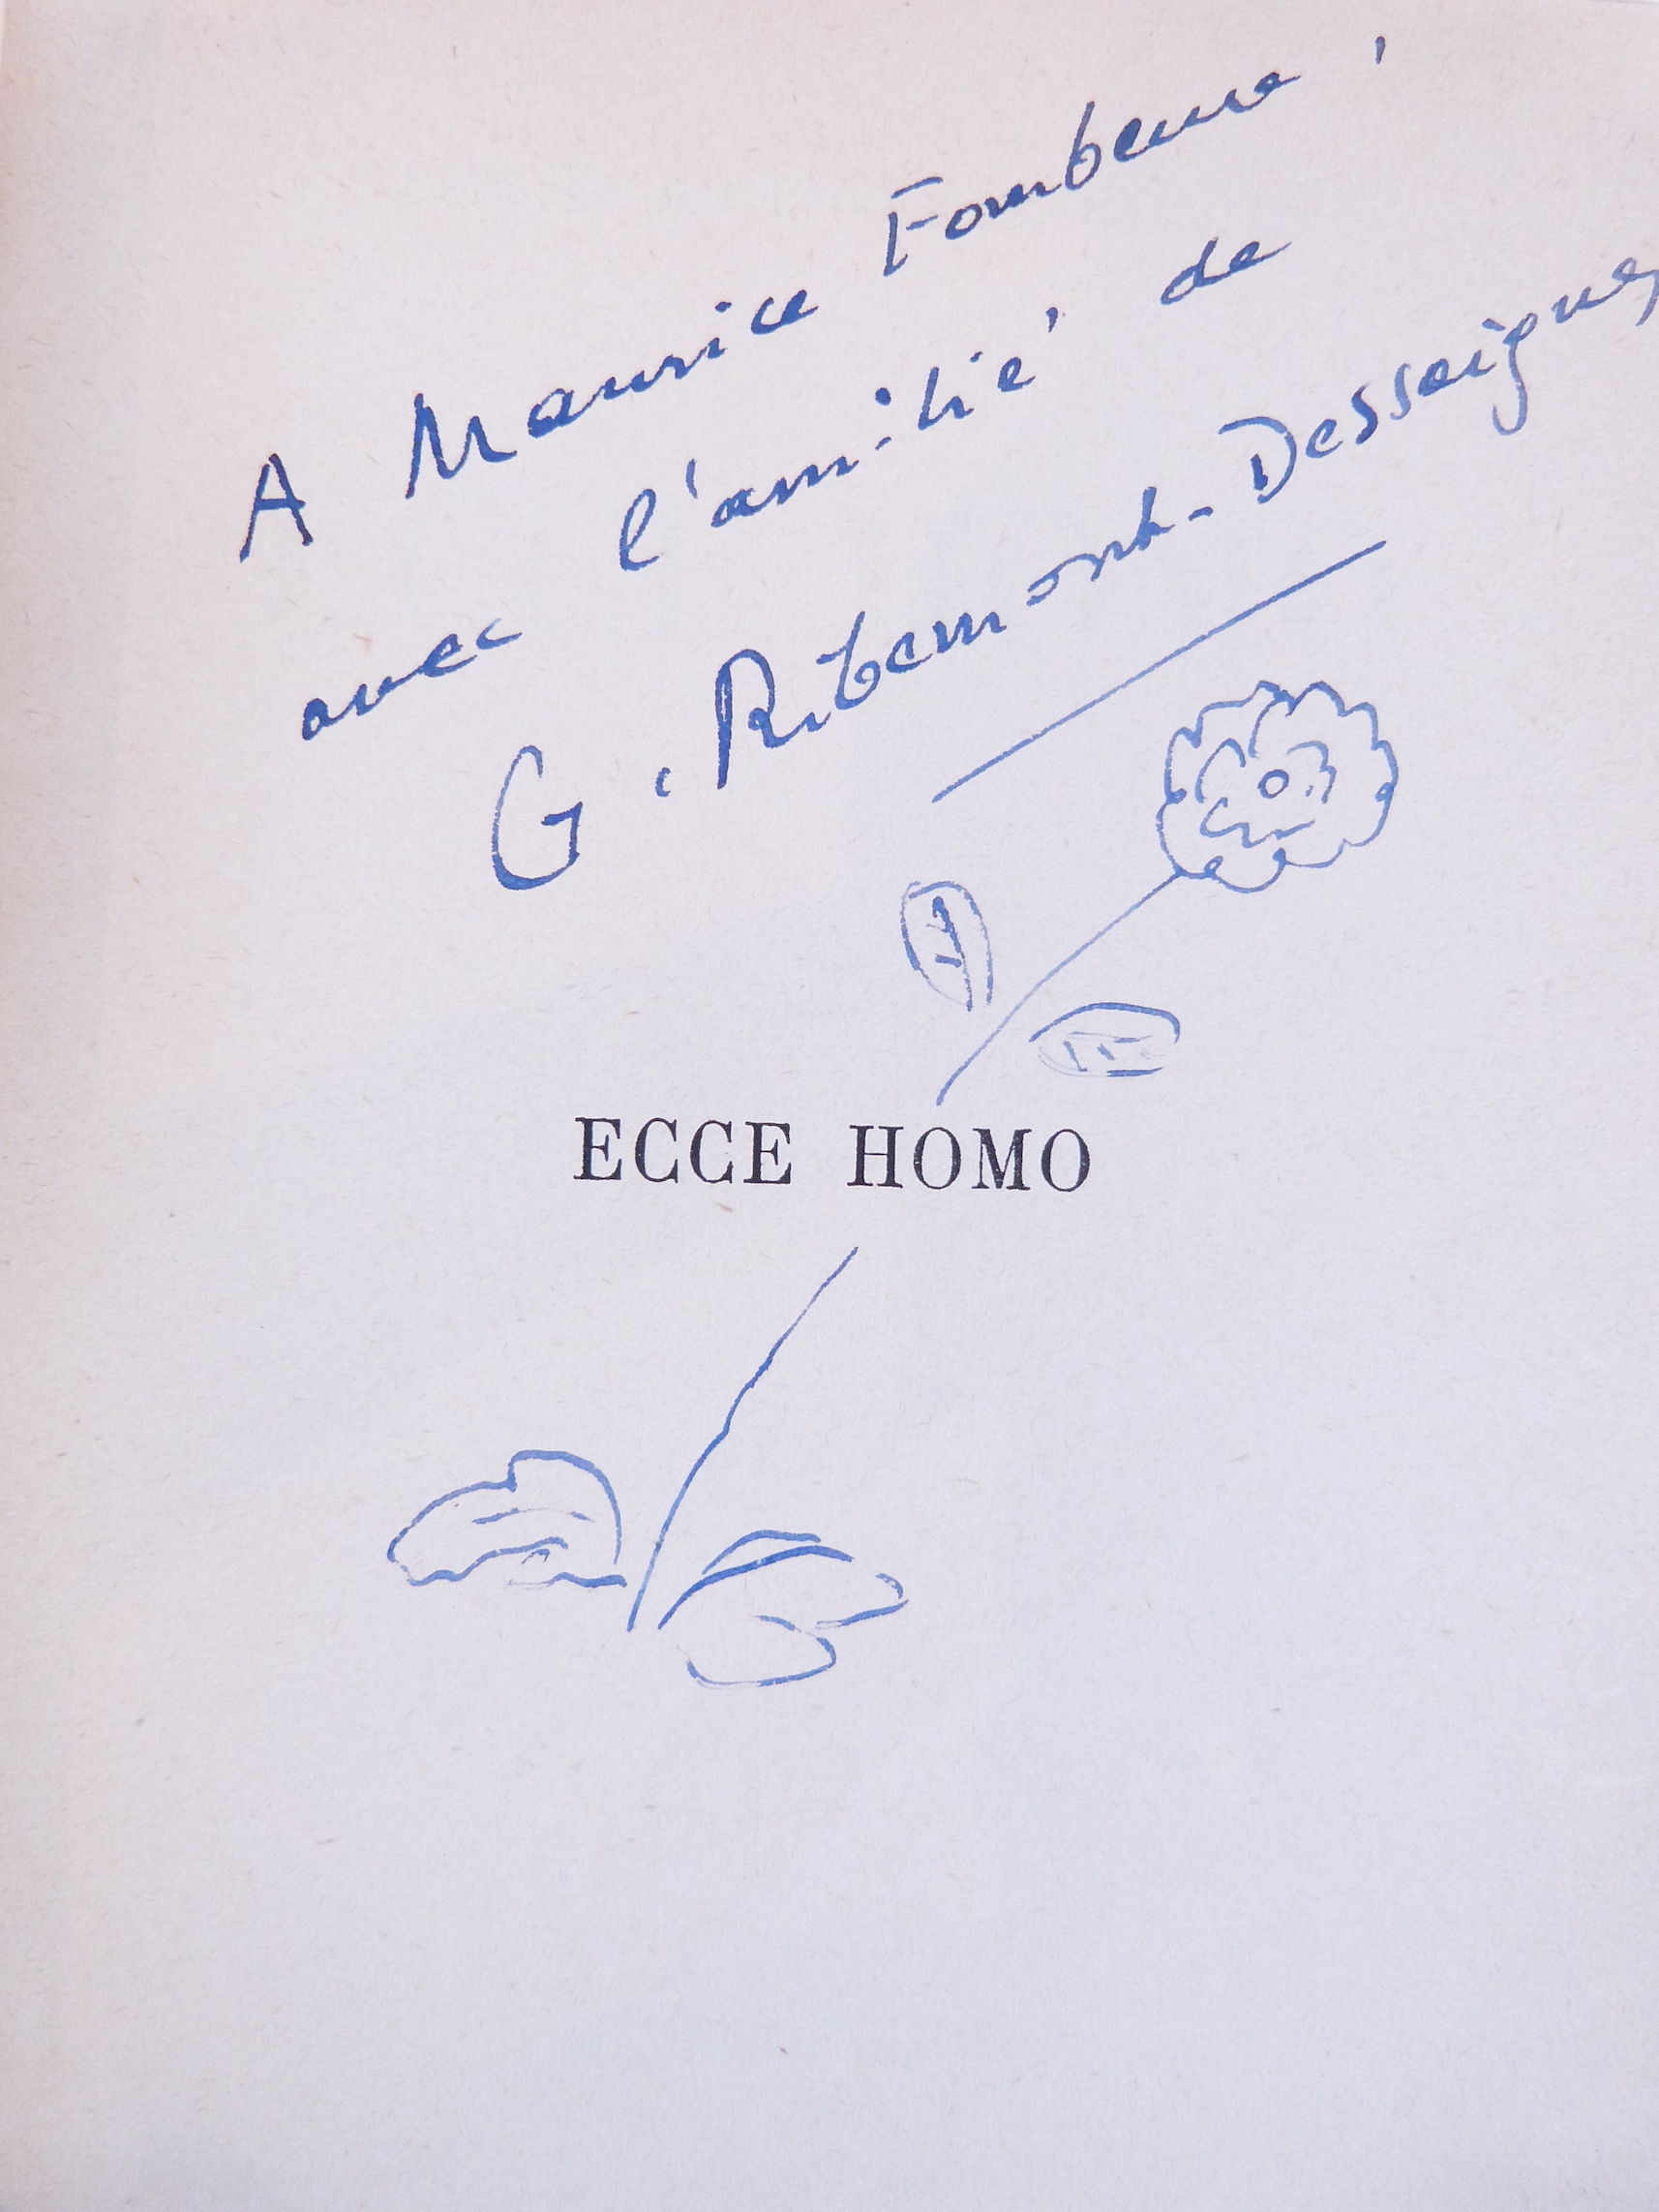 A Maurice Fombeure,
avec l'amitié de
G. Ribemont-Dessaignes
ECCE HOMO